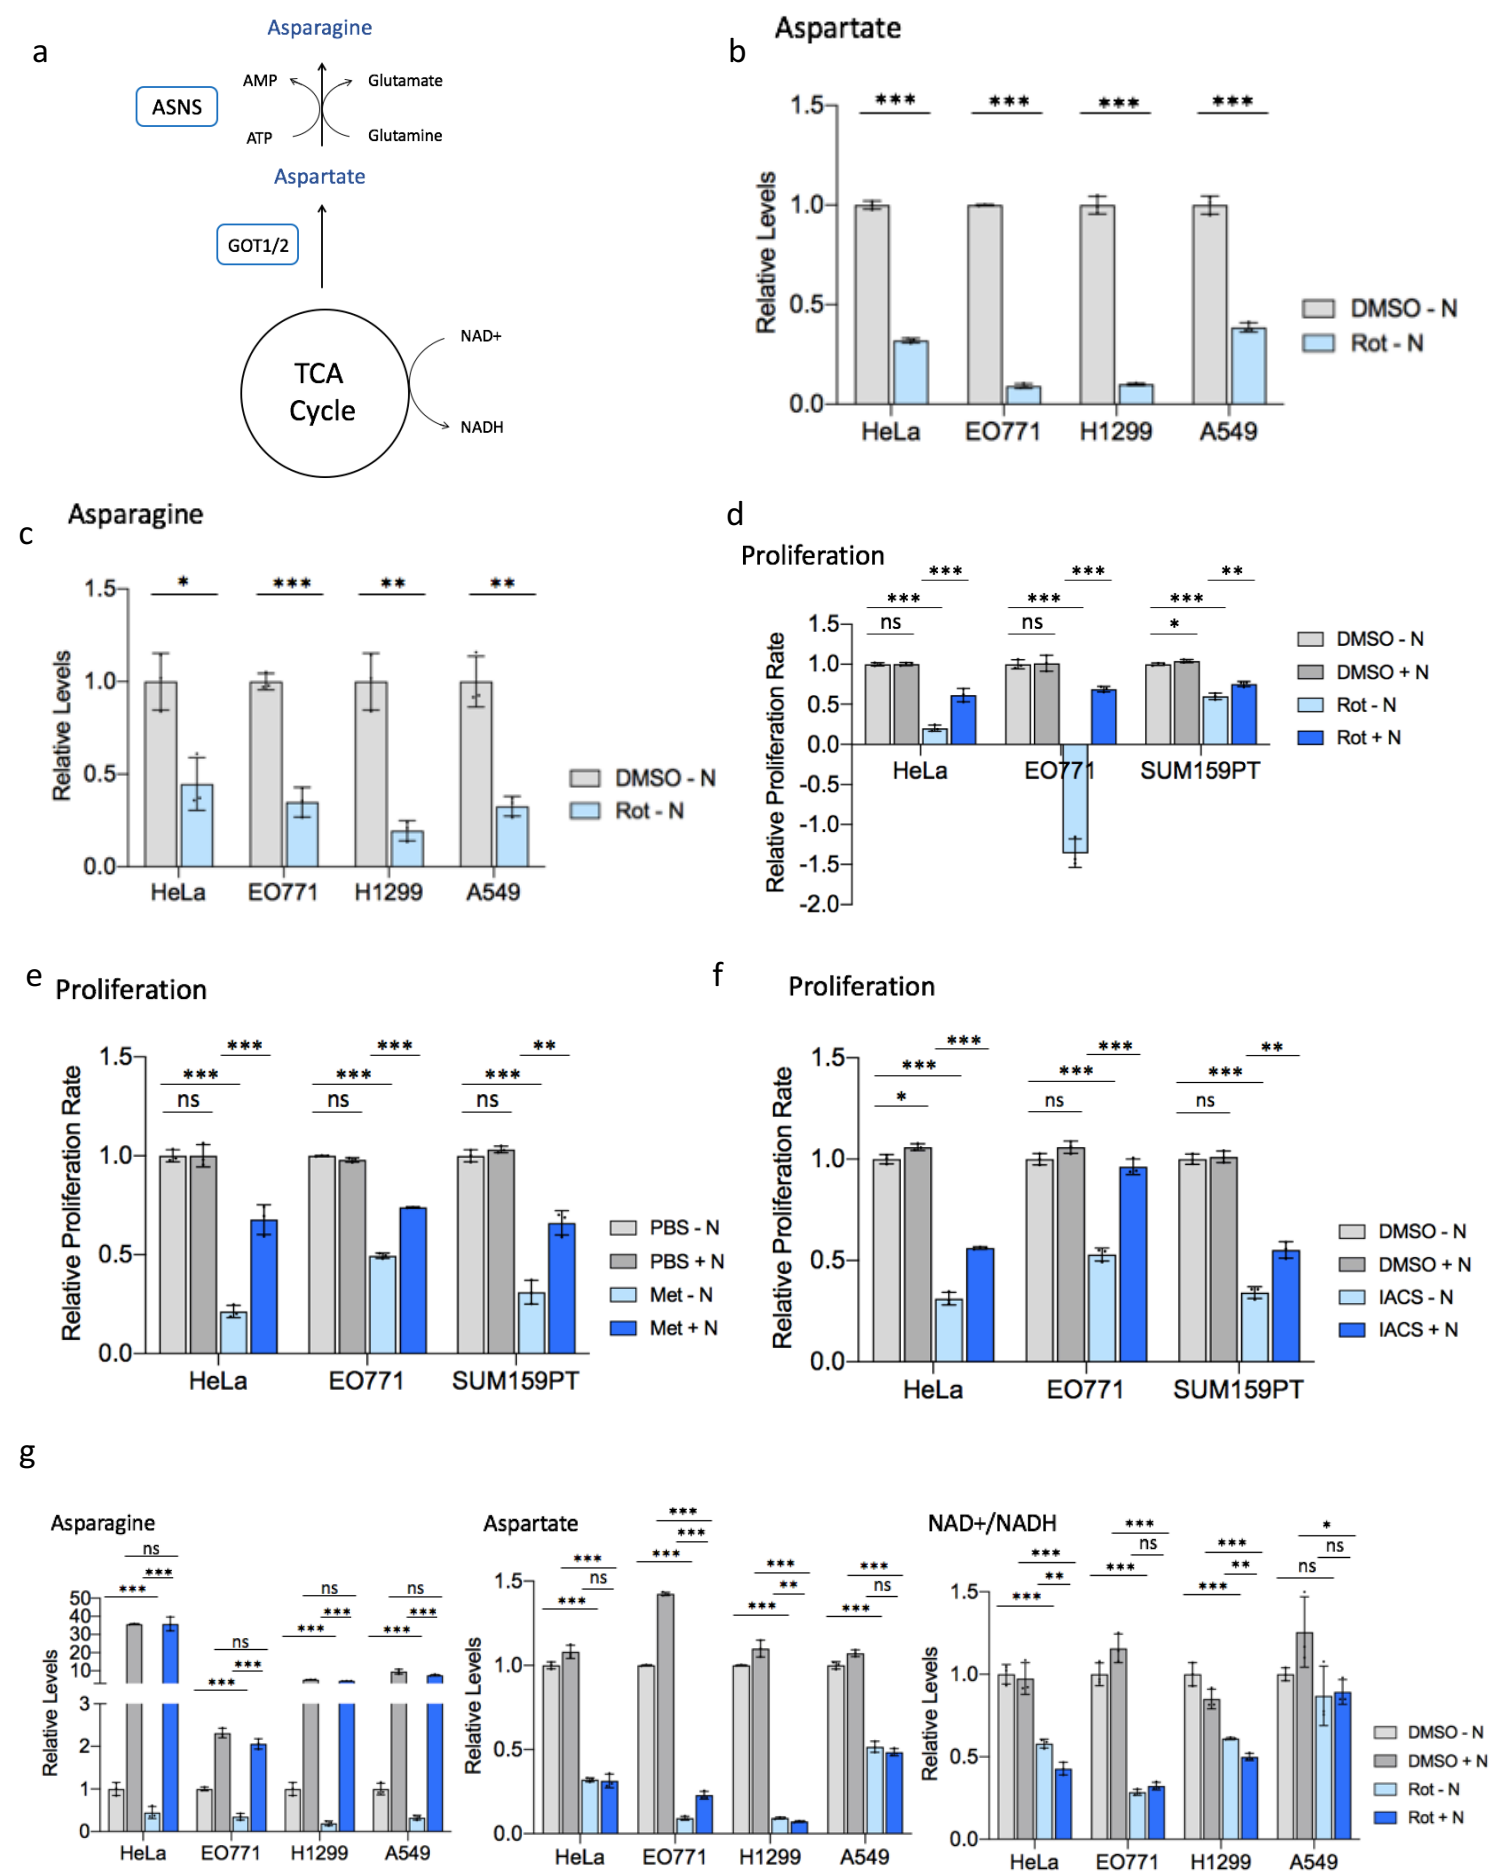 a
Asparagine
AMP
Glutamate
ASNS
ATP
Glutamine
Aspartate
GOT1/2
TCA
Cycle
NAD+
NADH
b
Aspartate
Relative Levels
1.5
1.0
0.5
0.0
*** *** *** ***
HeLa EO771 H1299 A549
DMSO - N
Rot - N
c
Asparagine
Relative Levels
1.5
1.0
0.5
0.0
* *** ** **
HeLa EO771 H1299 A549
DMSO - N
Rot - N
d
Proliferation
Relative Proliferation Rate
*** *** **
*** *** ***
ns ns *
1.5
1.0
0.5
0.0
-0.5
-1.0
-1.5
-2.0
HeLa EO771 SUM159PT
DMSO - N
DMSO + N
Rot - N
Rot + N
e
Proliferation
Relative Proliferation Rate
*** *** **
*** *** ***
ns ns ns
1.5
1.0
0.5
0.0
HeLa EO771 SUM159PT
PBS - N
PBS + N
Met - N
Met + N
f
Proliferation
Relative Proliferation Rate
*** *** **
*** *** ***
* ns ns
1.5
1.0
0.5
0.0
HeLa EO771 SUM159PT
DMSO - N
DMSO + N
IACS - N
IACS + N
g
Asparagine
Relative Levels
ns ns ns ns
*** *** *** ***
*** *** *** ***
50
40
30
20
10
3
2
1
0
HeLa EO771 H1299 A549
Aspartate
Relative Levels
*** *** *** ***
ns *** ** ns
*** *** *** ***
1.5
1.0
0.5
0.0
HeLa EO771 H1299 A549
NAD+/NADH
Relative Levels
*** *** *** *
** ns ** ns
*** *** *** ns
1.5
1.0
0.5
0.0
HeLa EO771 H1299 A549
DMSO - N
DMSO + N
Rot - N
Rot + N